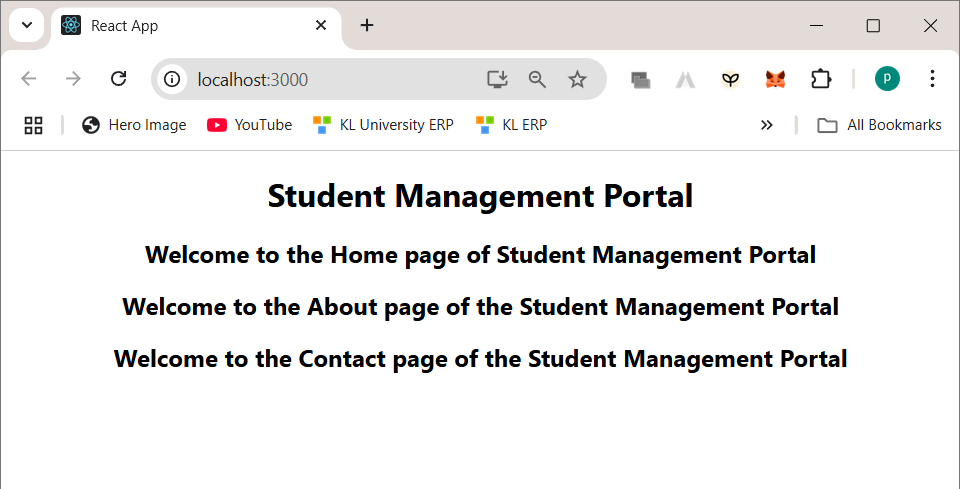 React App
localhost:3000
P
Hero Image YouTube KL University ERP KL ERP All Bookmarks
Student Management Portal
Welcome to the Home page of Student Management Portal
Welcome to the About page of the Student Management Portal
Welcome to the Contact page of the Student Management Portal